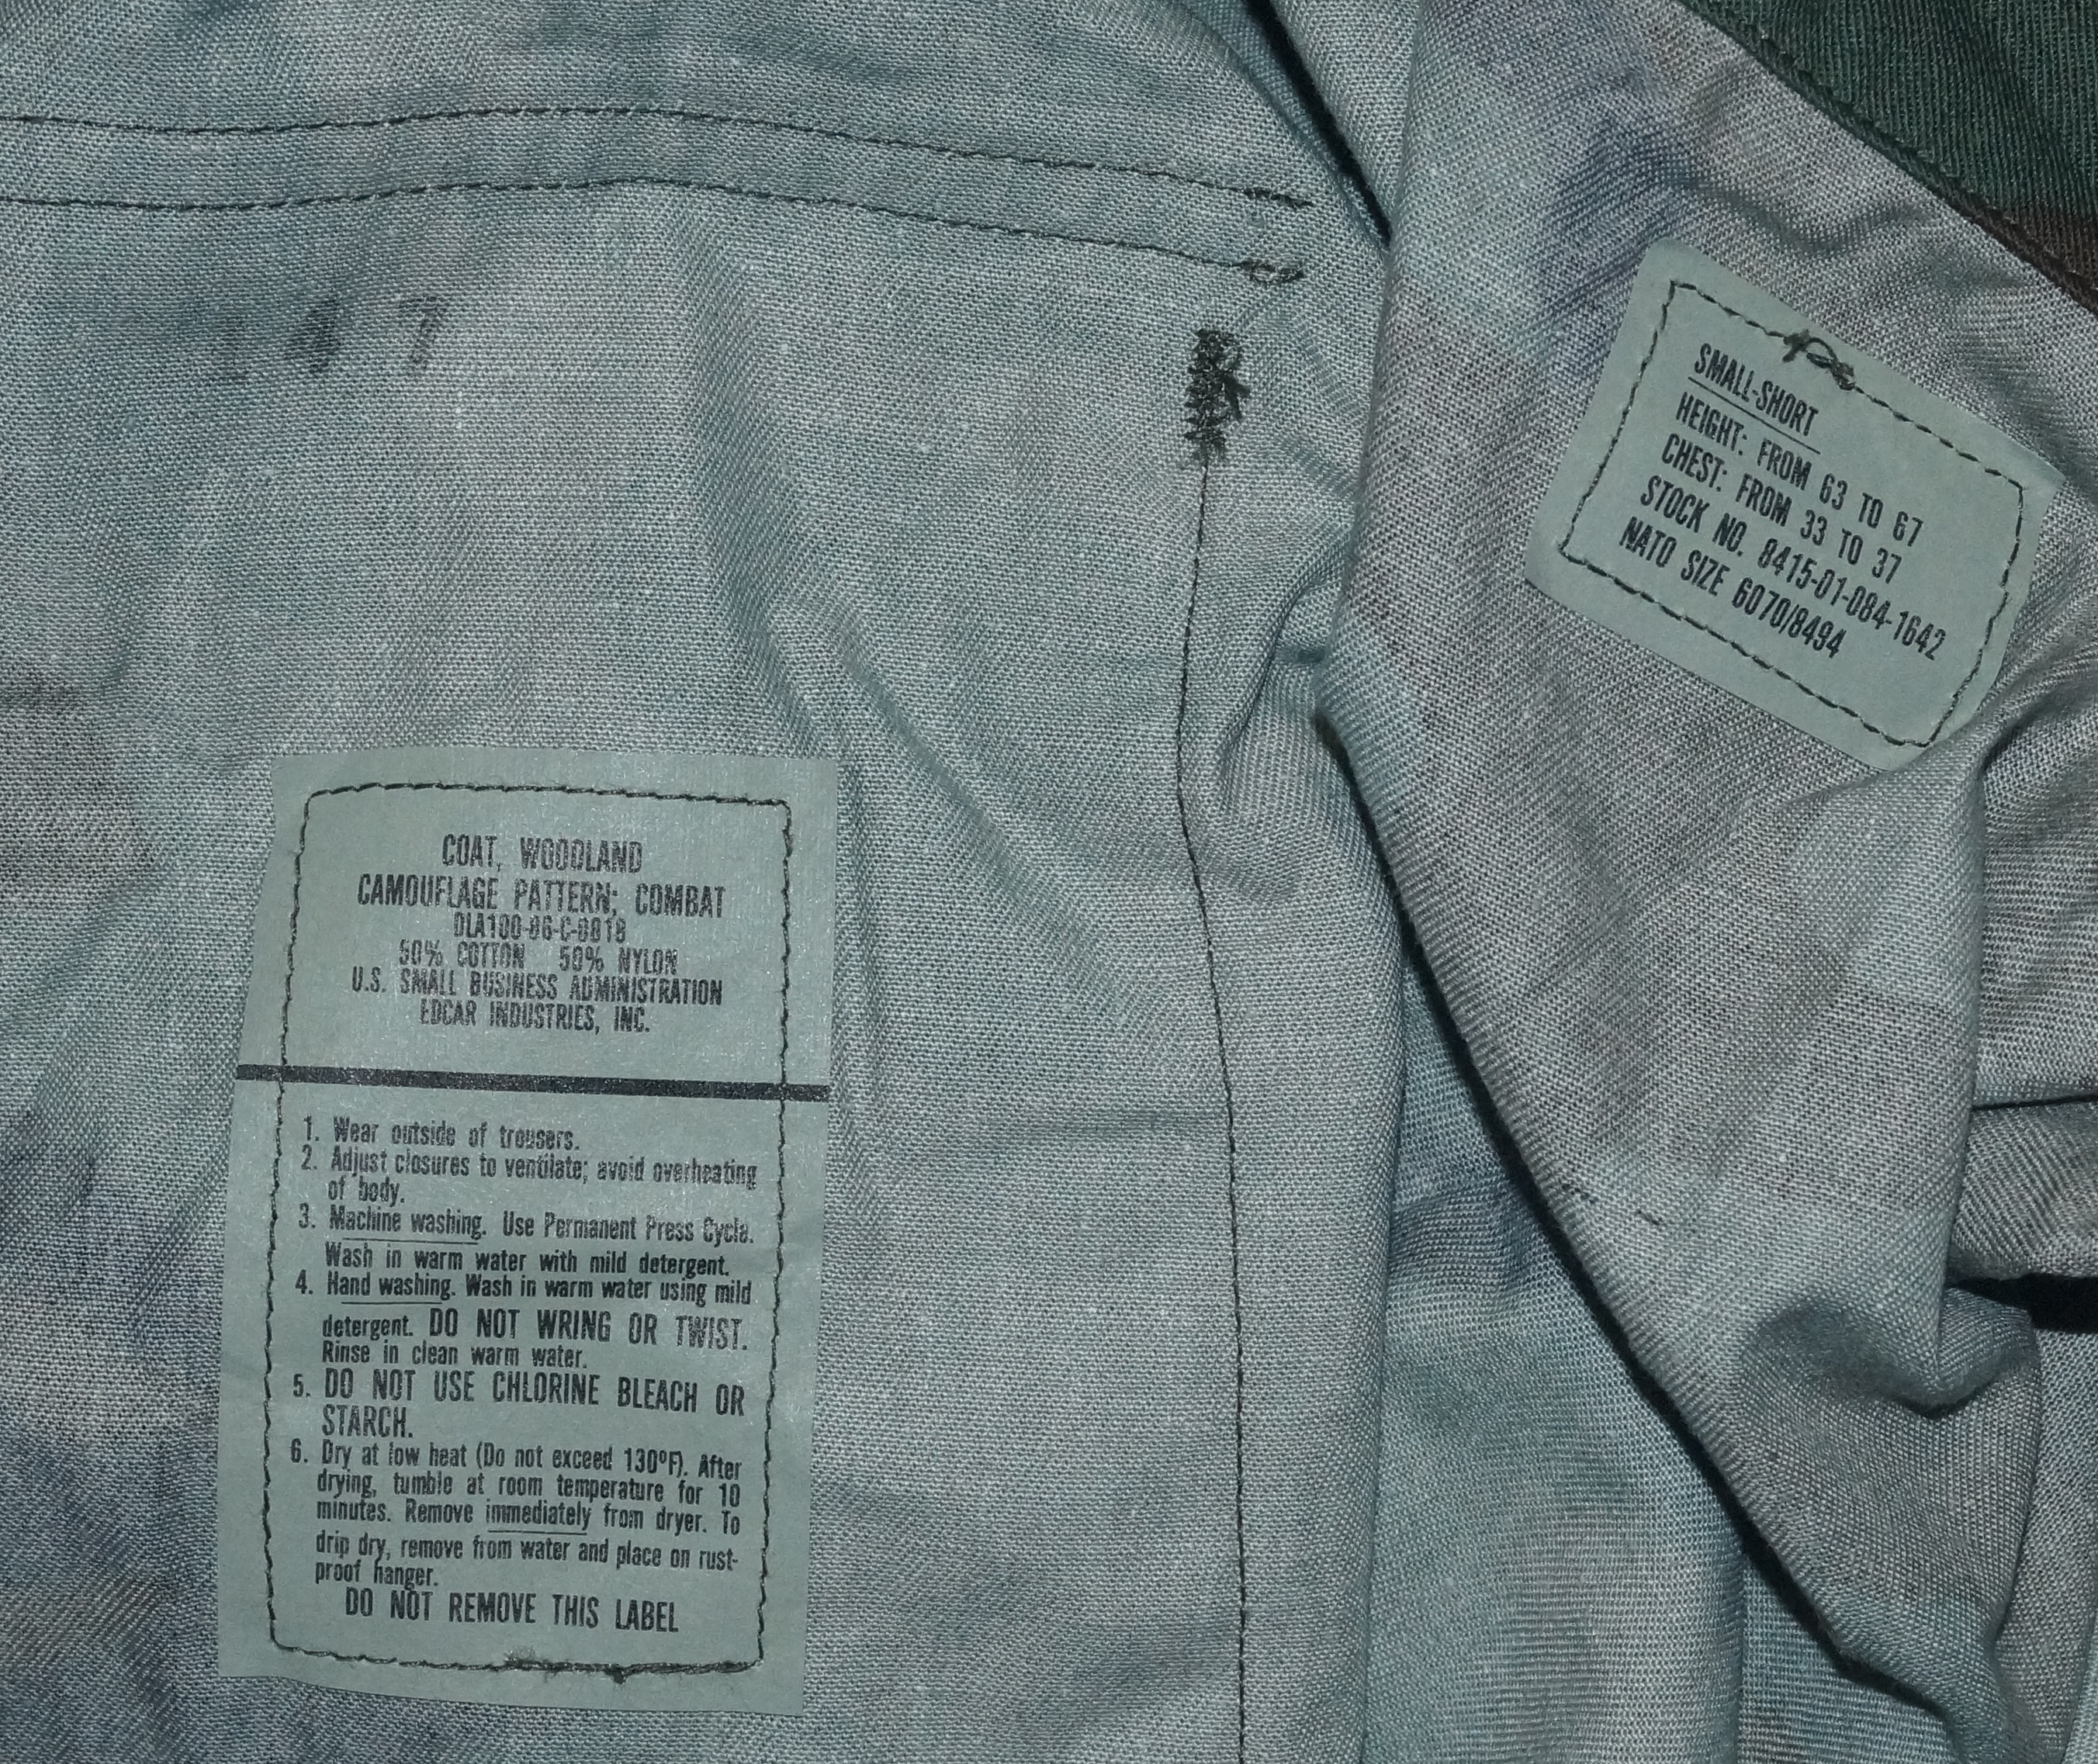 47
COAT, WOODLAND
CAMOUFLAGE PATTERN; COMBAT
50% COTTON 50% NYLON
U.S. SMALL BUSINESS ADMINISTRATION
EDCAR INDUSTRIES, INC.
1. Wear outside of trousers.
2. Adjust closures to ventilate; avoid overheating
of body.
3. Machine washing. Use Permanent Press Cycle.
Wash in warm water with mild detergent.
4. Hand washing. Wash in warm water using mild
detergent. DO NOT WRING OR TWIST.
Rinse in clean warm water.
5. DO NOT USE CHLORINE BLEACH OR
STARCH.
6. Dry at low heat (Do not exceed 130ºF). After
drying, tumble at room temperature for 10
minutes. Remove immediately from dryer. To
drip dry, remove from water and place on rust-
proof hanger.
DO NOT REMOVE THIS LABEL
SMALL-SHORT
HEIGHT: FROM 63 TO 67
CHEST: FROM 33 TO 37
STOCK NO. 8415-01-084-1642
NATO SIZE 6070/8494